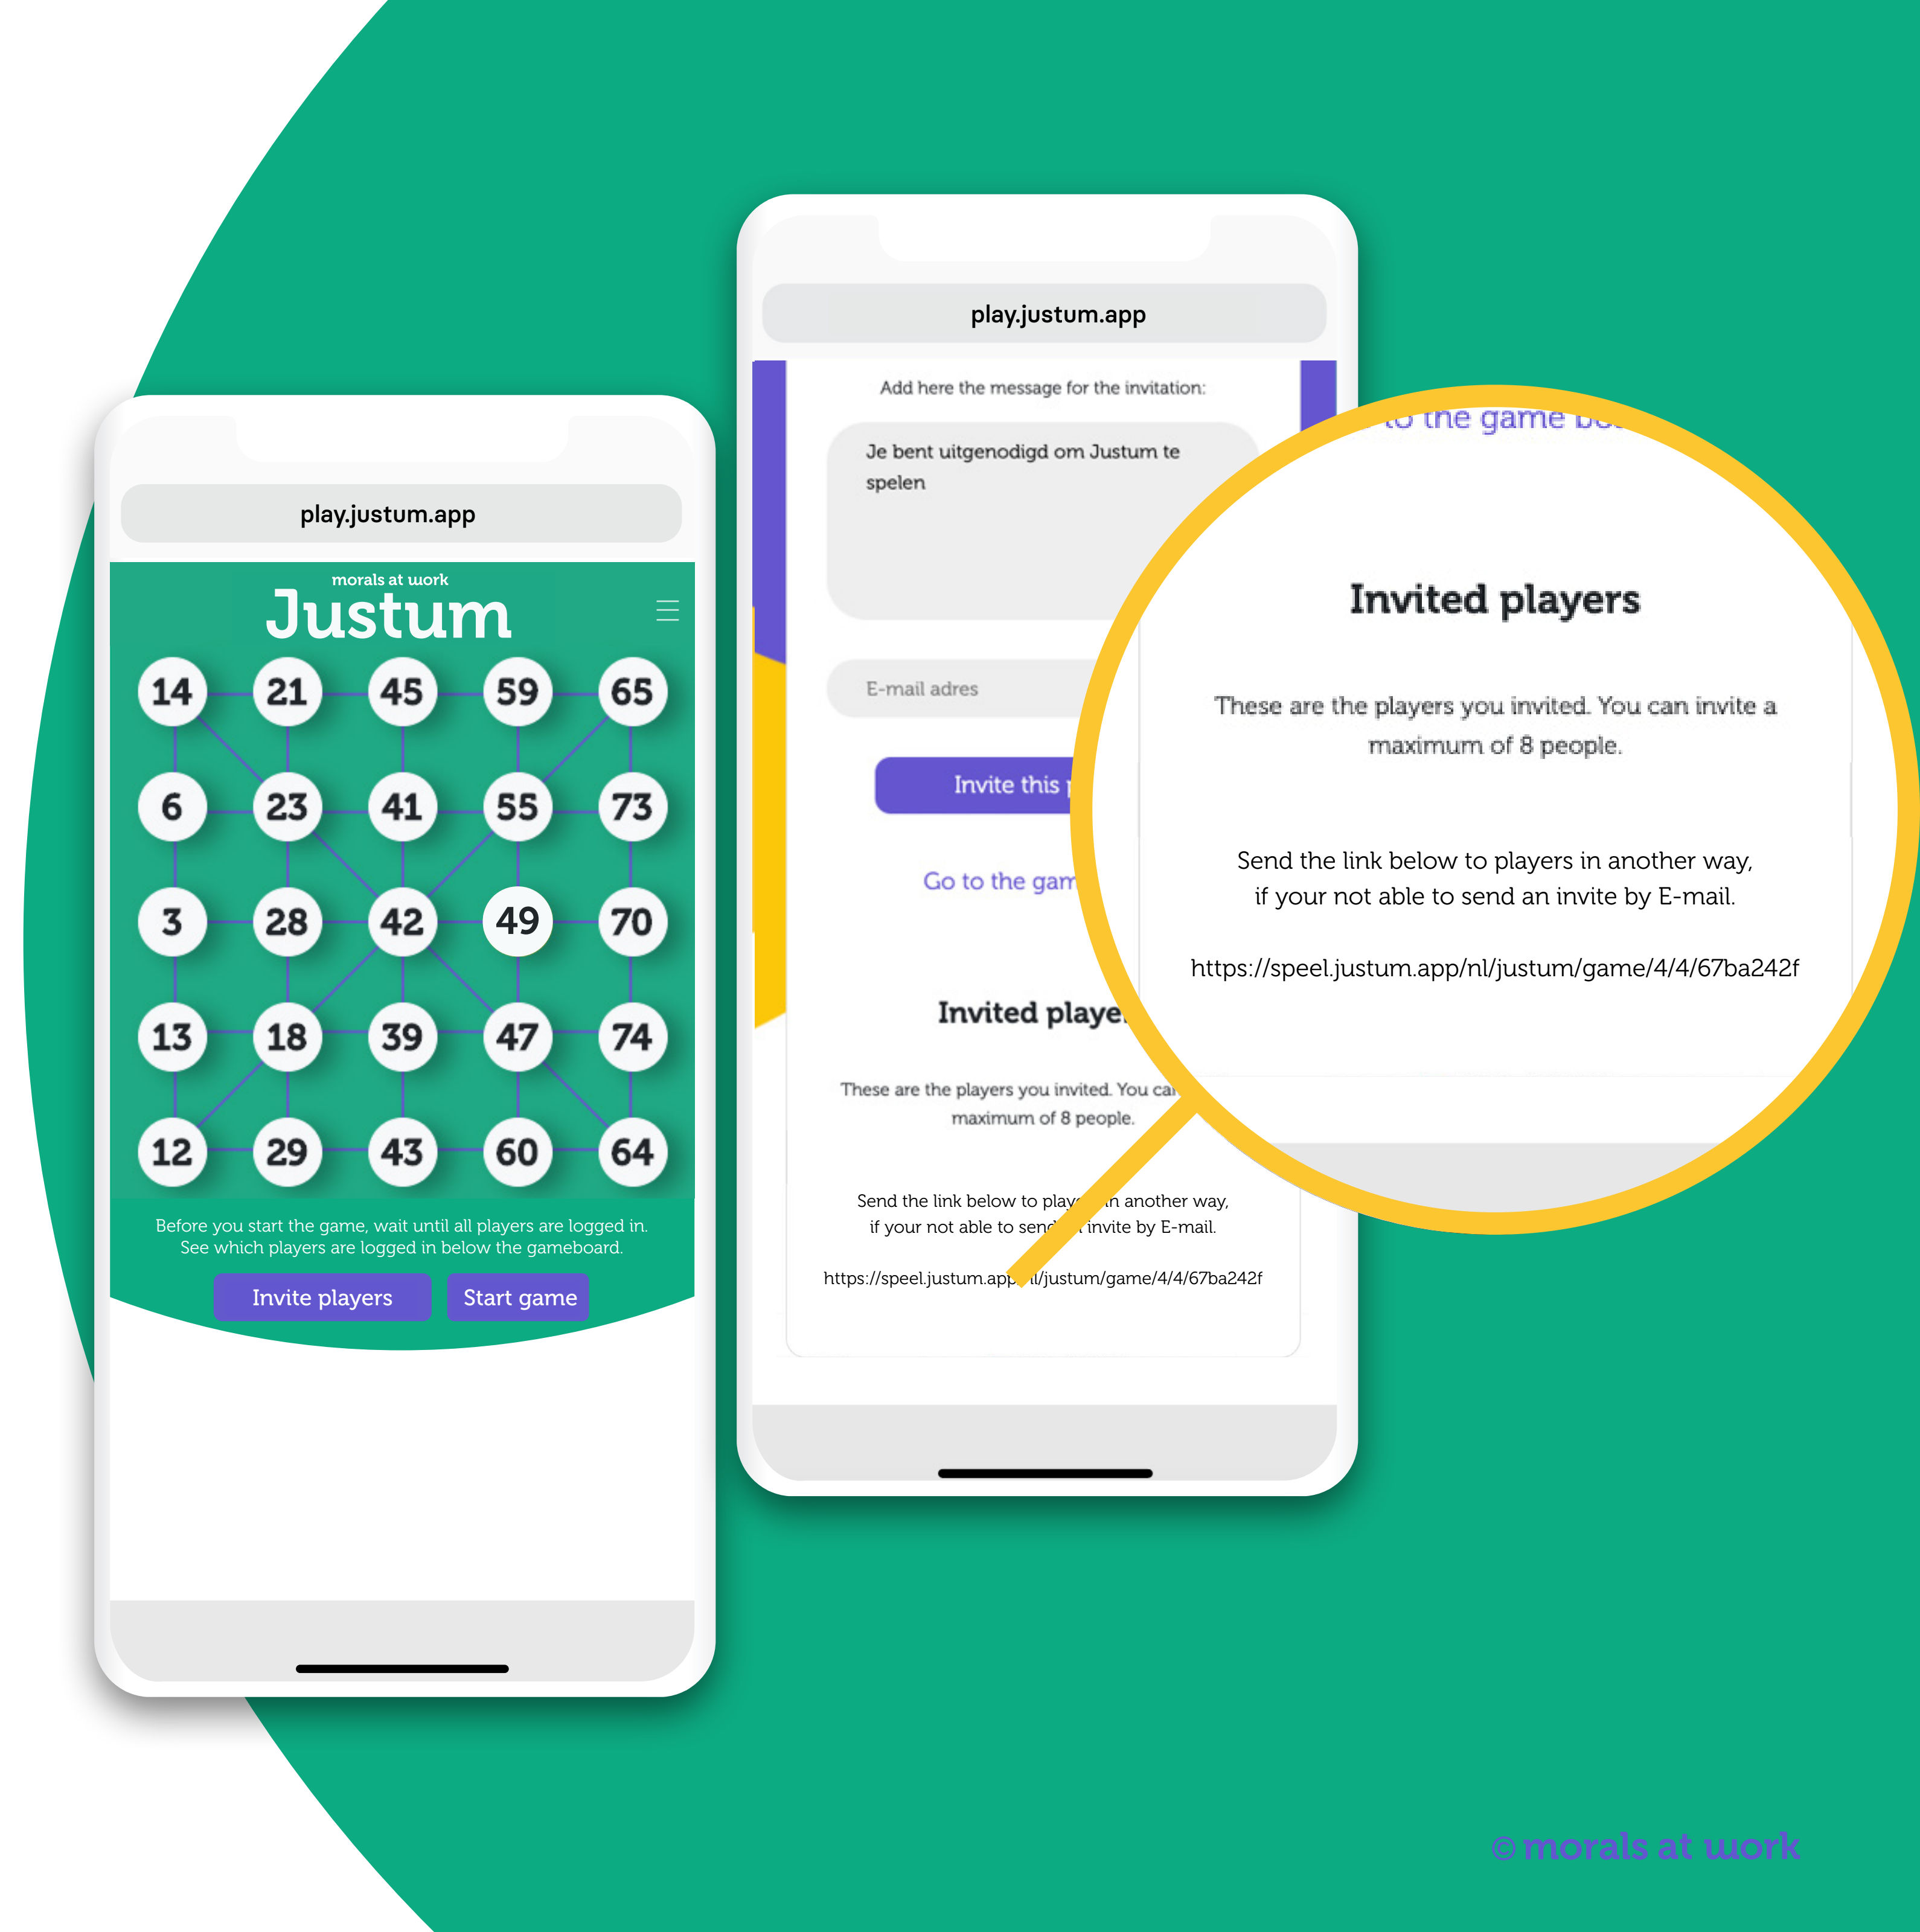 play.justum.app
morals at work
Justum
14 21 45 59 65
6 23 41 55 73
3 28 42 49 70
13 18 39 47 74
12 29 43 60 64
Before you start the game, wait until all players are logged in.
See which players are logged in below the gameboard.
Invite players
Start game
play.justum.app
Add here the message for the invitation:
Je bent uitgenodigd om Justum te
spelen
E-mail adres
Invite this
Go to the gam
Invited playe
These are the players you invited. You ca
maximum of 8 people.
Send the link below to play in another way,
if your not able to send invite by E-mail.
https://speel.justum.app/nl/justum/game/4/4/67ba242f
to the game bo
Invited players
These are the players you invited. You can invite a
maximum of 8 people.
Send the link below to players in another way,
if your not able to send an invite by E-mail.
https://speel.justum.app/nl/justum/game/4/4/67ba242f
© morals at work